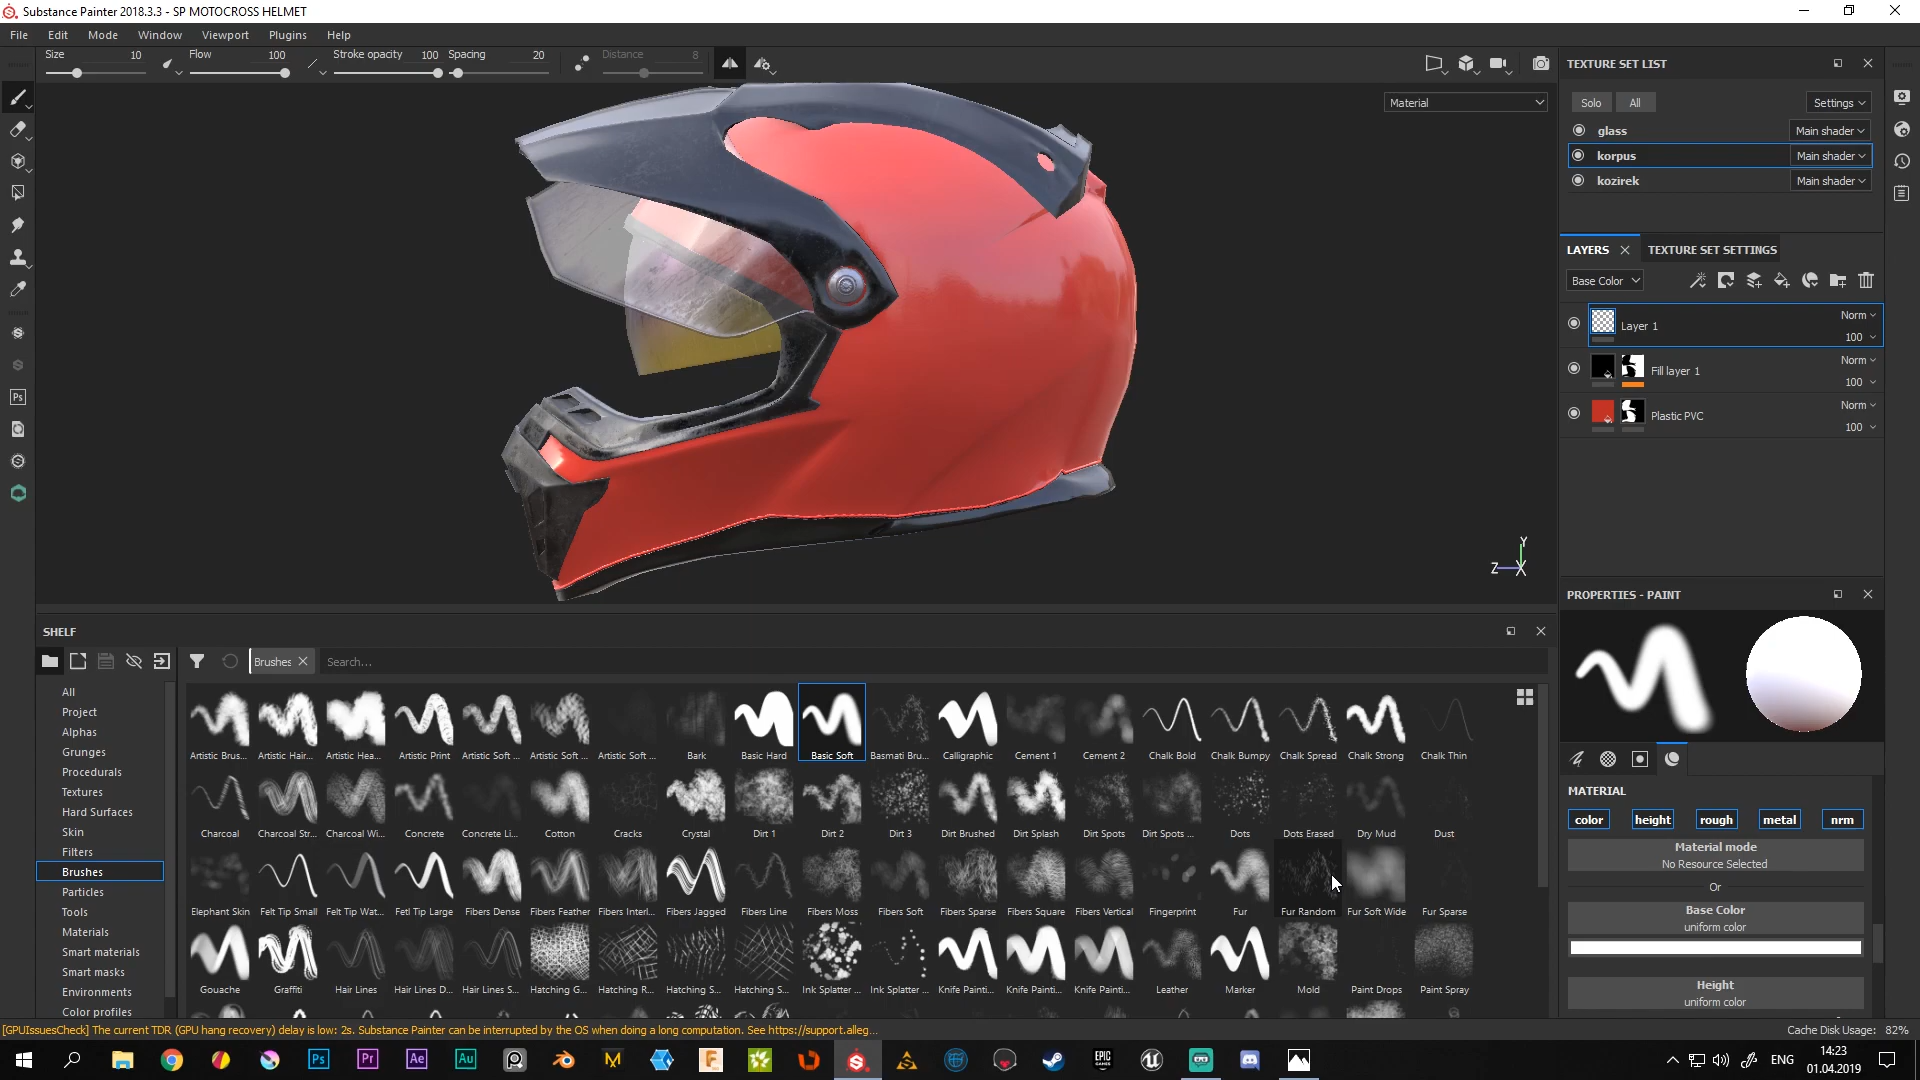 Substance Painter 2018.3.3 - SP MOTOCROSS HELMET
File Edit Mode Window Viewport Plugins Help
Size 10 Flow 100 Stroke opacity 100 Spacing 20 Distance 8
Material
TEXTURE SET LIST
Solo All Settings
glass Main shader
korpus Main shader
kozirek Main shader
LAYERS TEXTURE SET SETTINGS
Base Color
Layer 1 Norm 100
Fill layer 1 Norm 100
Plastic PVC Norm 100
Y
Z X
PROPERTIES - PAINT
MATERIAL
color height rough metal nrm
Material mode
No Resource Selected
Or
Base Color
uniform color
Height
uniform color
SHELF
Brushes Search...
All
Project
Alphas
Grunges
Procedurals
Textures
Hard Surfaces
Skin
Filters
Brushes
Particles
Tools
Materials
Smart materials
Smart masks
Environments
Color profiles
Artistic Brus... Artistic Hair... Artistic Hea... Artistic Print Artistic Soft ... Artistic Soft ... Artistic Soft ... Bark Basic Hard Basic Soft Basmati Bru... Calligraphic Cement 1 Cement 2 Chalk Bold Chalk Bumpy Chalk Spread Chalk Strong Chalk Thin
Charcoal Charcoal Str... Charcoal Wi... Concrete Concrete Li... Cotton Cracks Crystal Dirt 1 Dirt 2 Dirt 3 Dirt Brushed Dirt Splash Dirt Spots Dirt Spots ... Dots Dots Erased Dry Mud Dust
Elephant Skin Felt Tip Small Felt Tip Wat... Fetl Tip Large Fibers Dense Fibers Feather Fibers Interl... Fibers Jagged Fibers Line Fibers Moss Fibers Soft Fibers Sparse Fibers Square Fibers Vertical Fingerprint Fur Fur Random Fur Soft Wide Fur Sparse
Gouache Graffiti Hair Lines Hair Lines D... Hair Lines S... Hatching G... Hatching R... Hatching S... Hatching S... Ink Splatter ... Ink Splatter ... Knife Painti... Knife Painti... Knife Painti... Leather Marker Mold Paint Drops Paint Spray
[GPUIssuesCheck] The current TDR (GPU hang recovery) delay is low: 2s. Substance Painter can be interrupted by the OS when doing a long computation. See https://support.alleg...
Cache Disk Usage: 82%
Ps Pr Ae Au M F EPIC GAMES ENG
14:23
01.04.2019